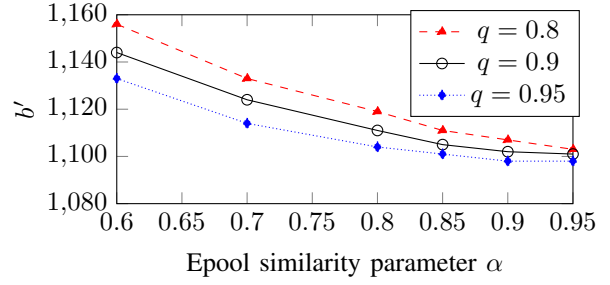 1,160
1,140
1,120
1,100
1,080
b′
q = 0.8
q = 0.9
q = 0.95
0.6 0.65 0.7 0.75 0.8 0.85 0.9 0.95
Epool similarity parameter α